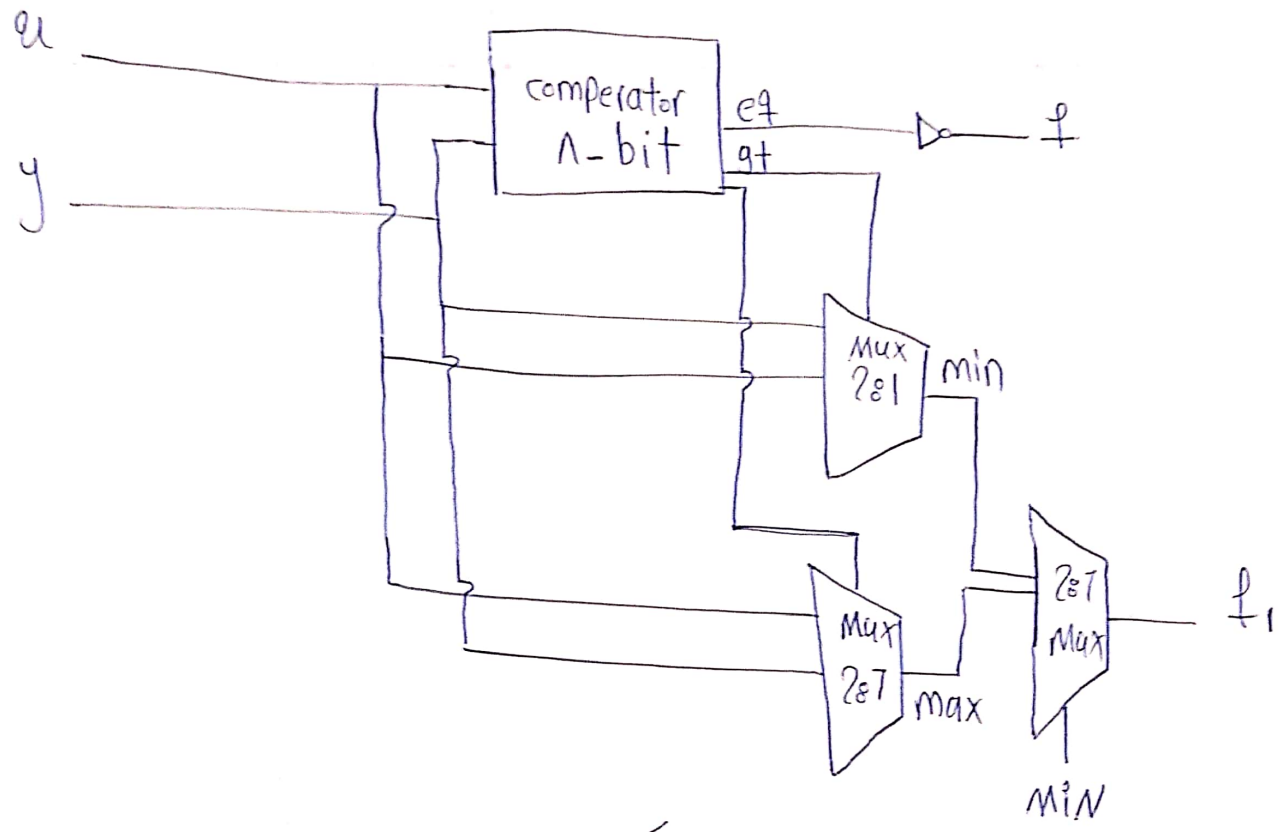 x
comperator
n-bit
eq
gt
f
y
Mux
2:1
min
2:1
Mux
f1
Mux
2:1
max
MIN